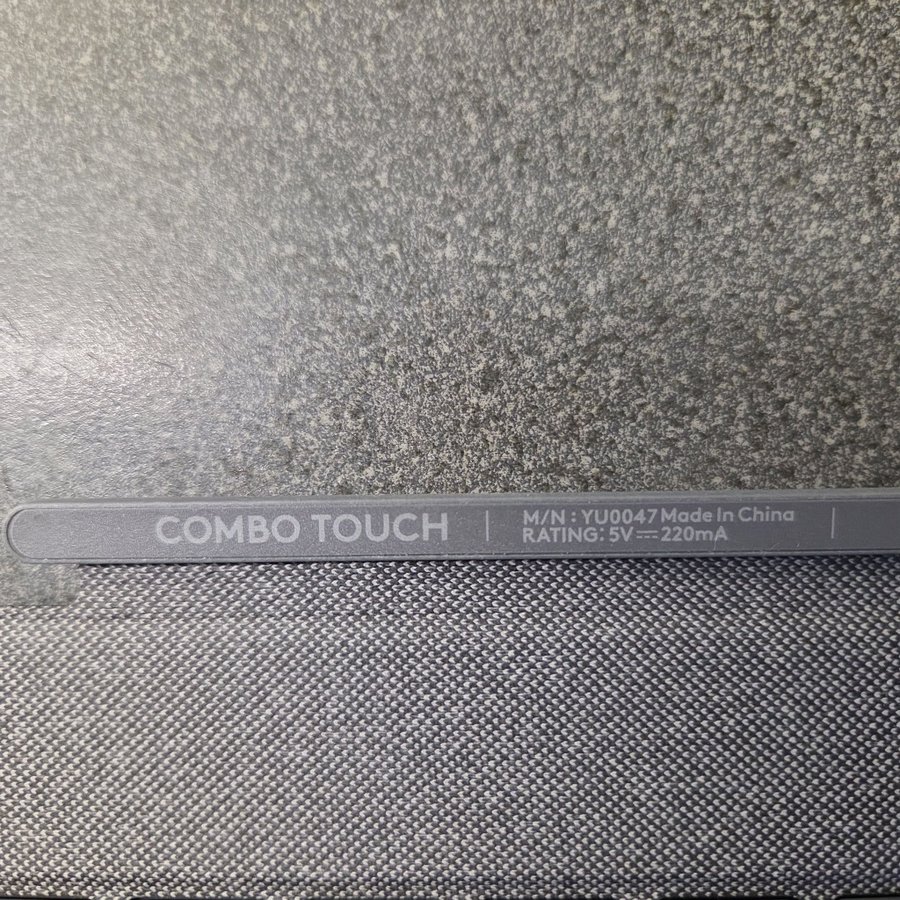 COMBO TOUCH
M/N : YU0047 Made In China
RATING: 5V⎓220mA